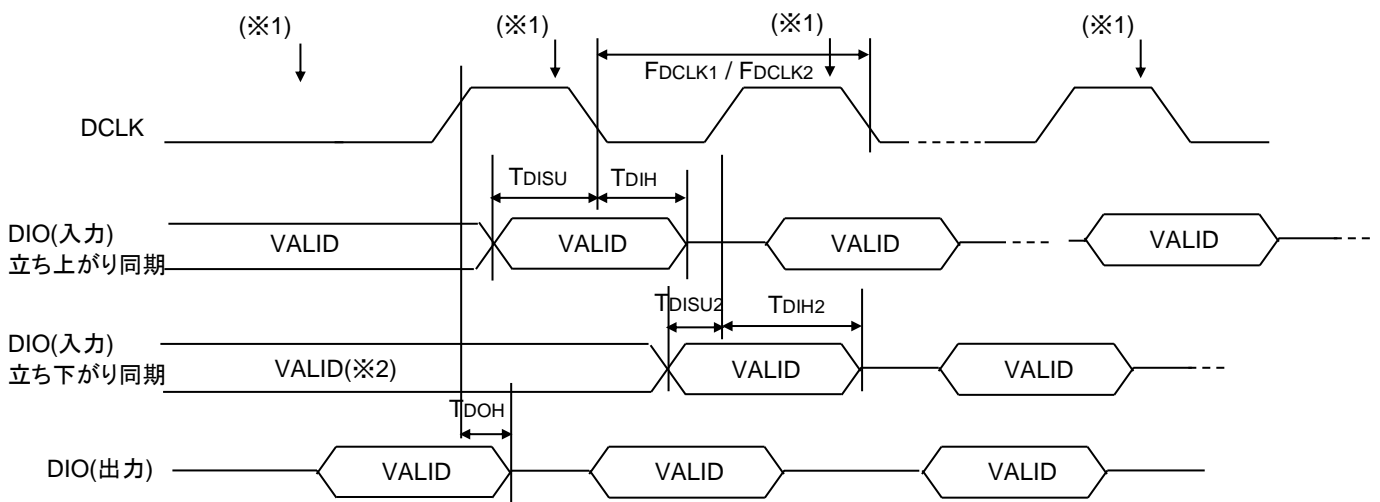 (※1) (※1) (※1) (※1)
FDCLK1 / FDCLK2
DCLK
TDISU TDIH
DIO(入力)
立ち上がり同期
VALID VALID VALID VALID
TDISU2 TDIH2
DIO(入力)
立ち下がり同期
VALID(※2) VALID VALID
TDOH
DIO(出力) VALID VALID VALID